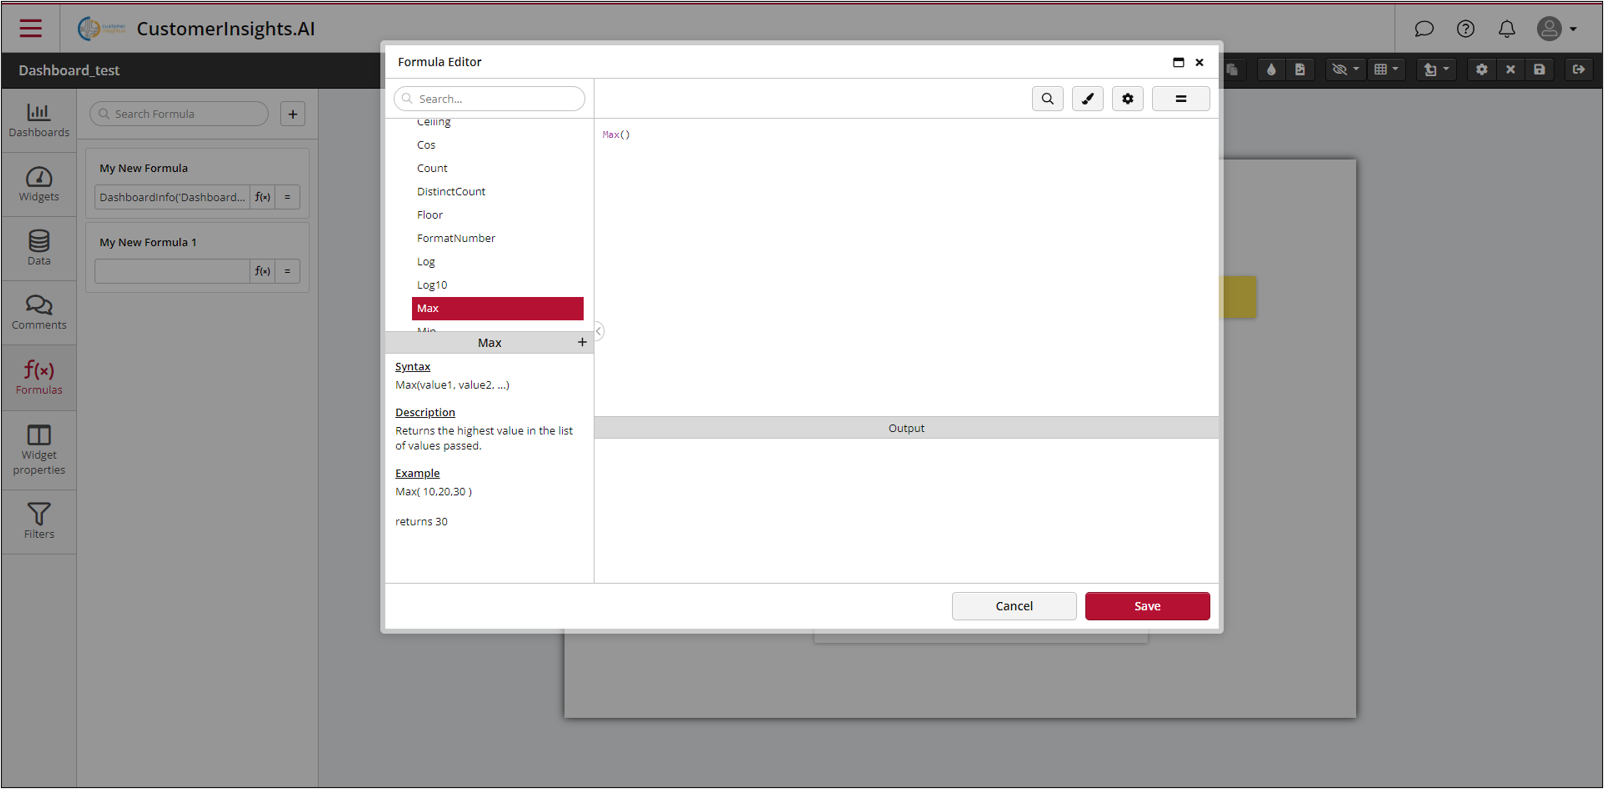 CustomerInsights.AI
Dashboard_test
Dashboards
Widgets
Data
Comments
f(x)
Formulas
Widget
properties
Filters
Search Formula
+
My New Formula
DashboardInfo('Dashboard... f(x) =
My New Formula 1
f(x) =
Formula Editor
Search...
Ceiling
Cos
Count
DistinctCount
Floor
FormatNumber
Log
Log10
Max
Min
Max +
Syntax
Max(value1, value2, ...)
Description
Returns the highest value in the list
of values passed.
Example
Max( 10,20,30 )
returns 30
=
Max()
Output
Cancel
Save